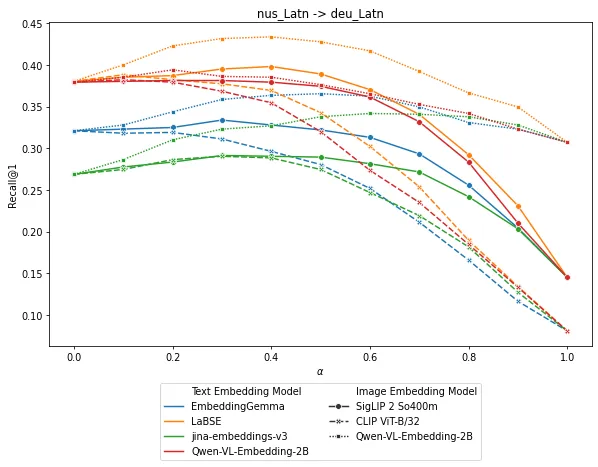 nus_Latn -> deu_Latn
0.45
0.40
0.35
0.30
0.25
0.20
0.15
0.10
Recall@1
0.0 0.2 0.4 0.6 0.8 1.0
α
Text Embedding Model
EmbeddingGemma
LaBSE
jina-embeddings-v3
Qwen-VL-Embedding-2B
Image Embedding Model
SigLIP 2 So400m
CLIP ViT-B/32
Qwen-VL-Embedding-2B